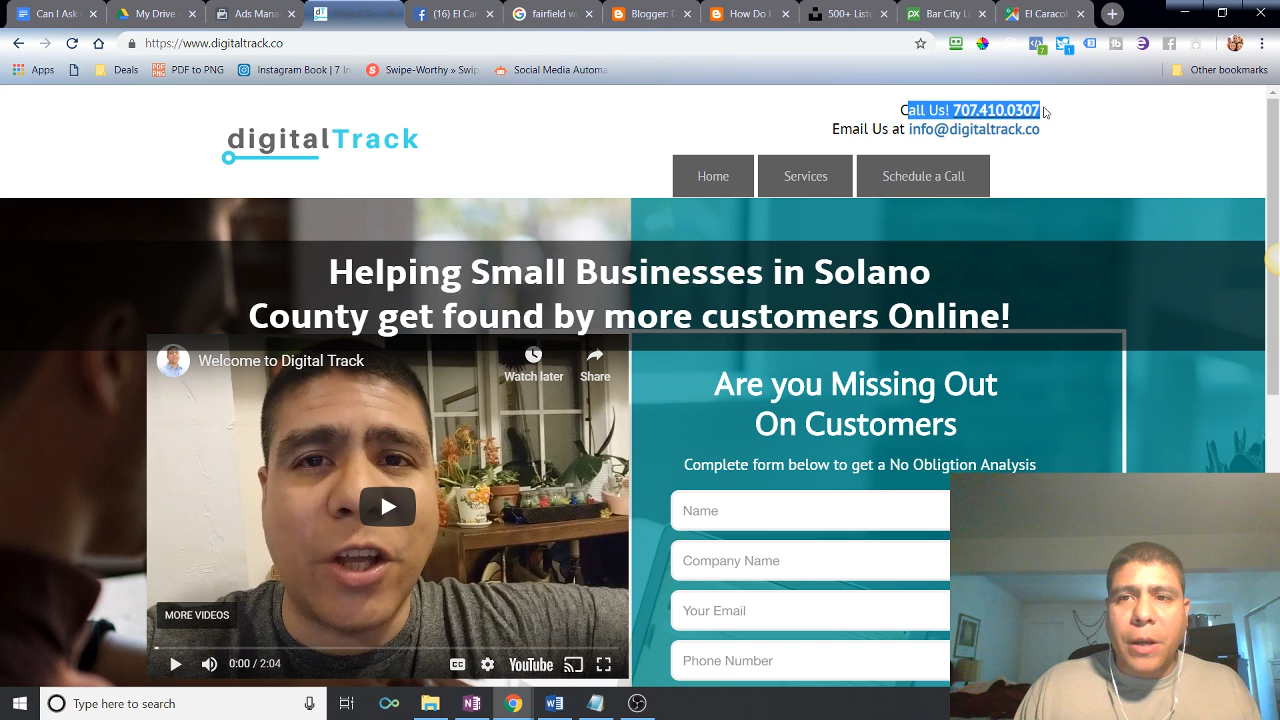 Can I Ask
My Drive
Ads Mana
(16) El Car
fairfield w
Blogger: D
How Do I
500+ Liste
Bar City Li
El Caracol
https://www.digitaltrack.co
Apps
Deals
PDF to PNG
Instagram Book | 7 In
Swipe-Worthy » Swip
Social Media Automa
Other bookmarks
digitalTrack
Call Us! 707.410.0307
Email Us at info@digitaltrack.co
Home
Services
Schedule a Call
Helping Small Businesses in Solano
County get found by more customers Online!
Welcome to Digital Track
Watch later
Share
MORE VIDEOS
0:00 / 2:04
YouTube
Are you Missing Out
On Customers
Complete form below to get a No Obligtion Analysis
Name
Company Name
Your Email
Phone Number
Type here to search